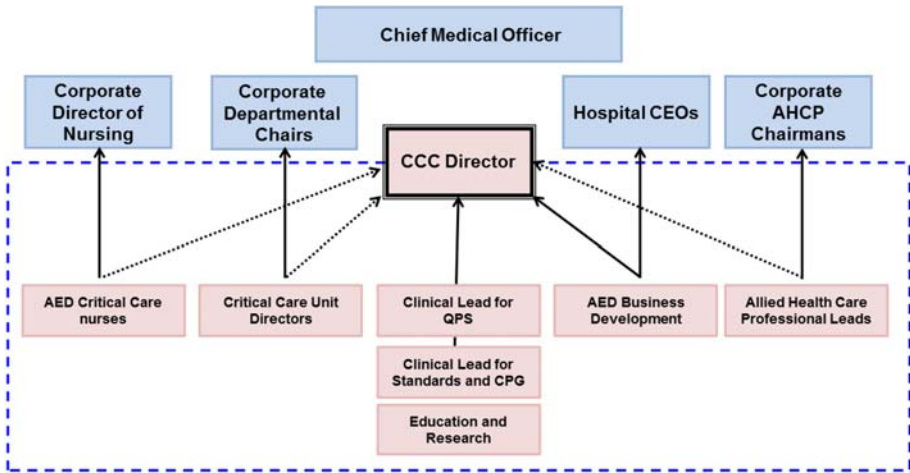 Chief Medical Officer
Corporate
Director of
Nursing
Corporate
Departmental
Chairs
Hospital CEOs
Corporate
AHCP
Chairmans
CCC Director
AED Critical Care
nurses
Critical Care Unit
Directors
Clinical Lead for
QPS
AED Business
Development
Allied Health Care
Professional Leads
Clinical Lead for
Standards and CPG
Education and
Research